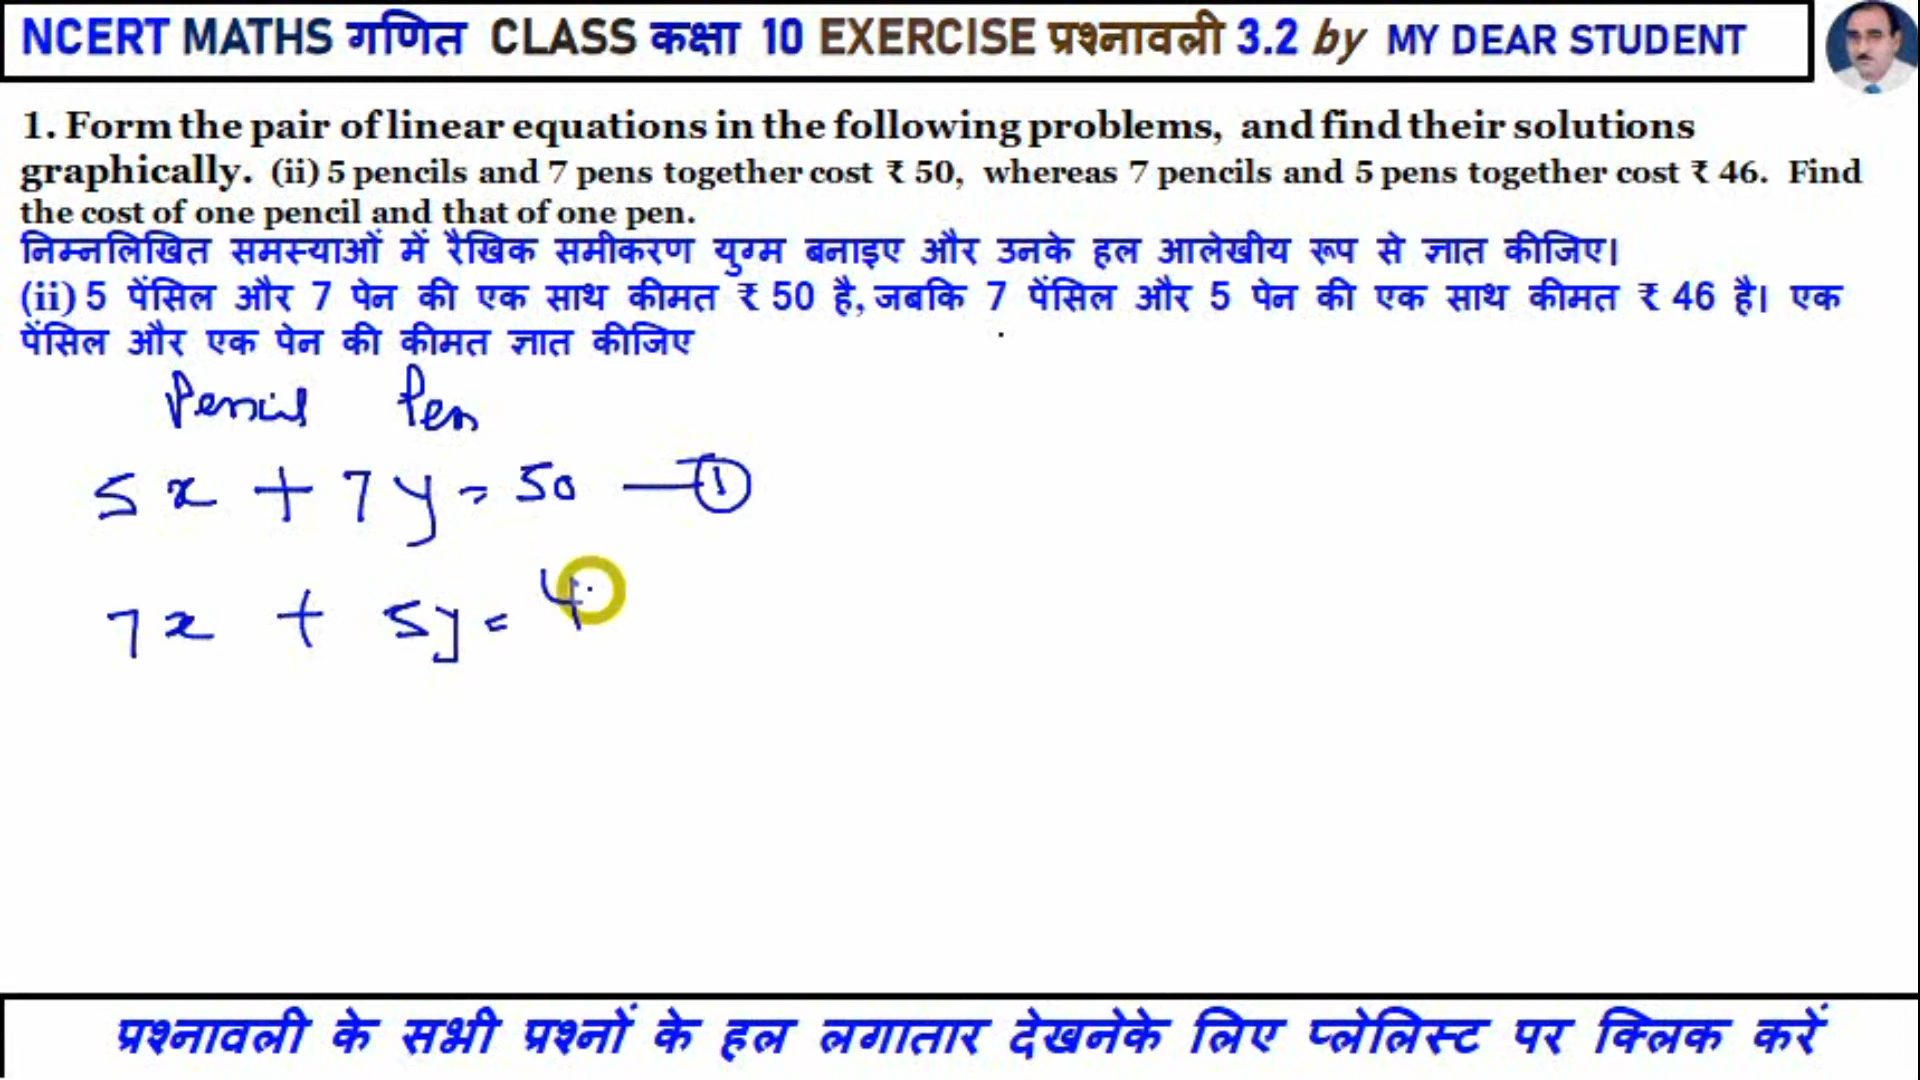 NCERT MATHS गणित CLASS कक्षा 10 EXERCISE प्रश्नावली 3.2 by MY DEAR STUDENT
1. Form the pair of linear equations in the following problems, and find their solutions
graphically. (ii) 5 pencils and 7 pens together cost ₹ 50, whereas 7 pencils and 5 pens together cost ₹ 46. Find
the cost of one pencil and that of one pen.
निम्नलिखित समस्याओं में रैखिक समीकरण युग्म बनाइए और उनके हल आलेखीय रूप से ज्ञात कीजिए।
(ii) 5 पेंसिल और 7 पेन की एक साथ कीमत ₹ 50 है, जबकि 7 पेंसिल और 5 पेन की एक साथ कीमत ₹ 46 है। एक
पेंसिल और एक पेन की कीमत ज्ञात कीजिए
Pencil Pen
5x + 7y = 50 — 1
7x + 5y = 4
प्रश्नावली के सभी प्रश्नों के हल लगातार देखनेके लिए प्लेलिस्ट पर क्लिक करें